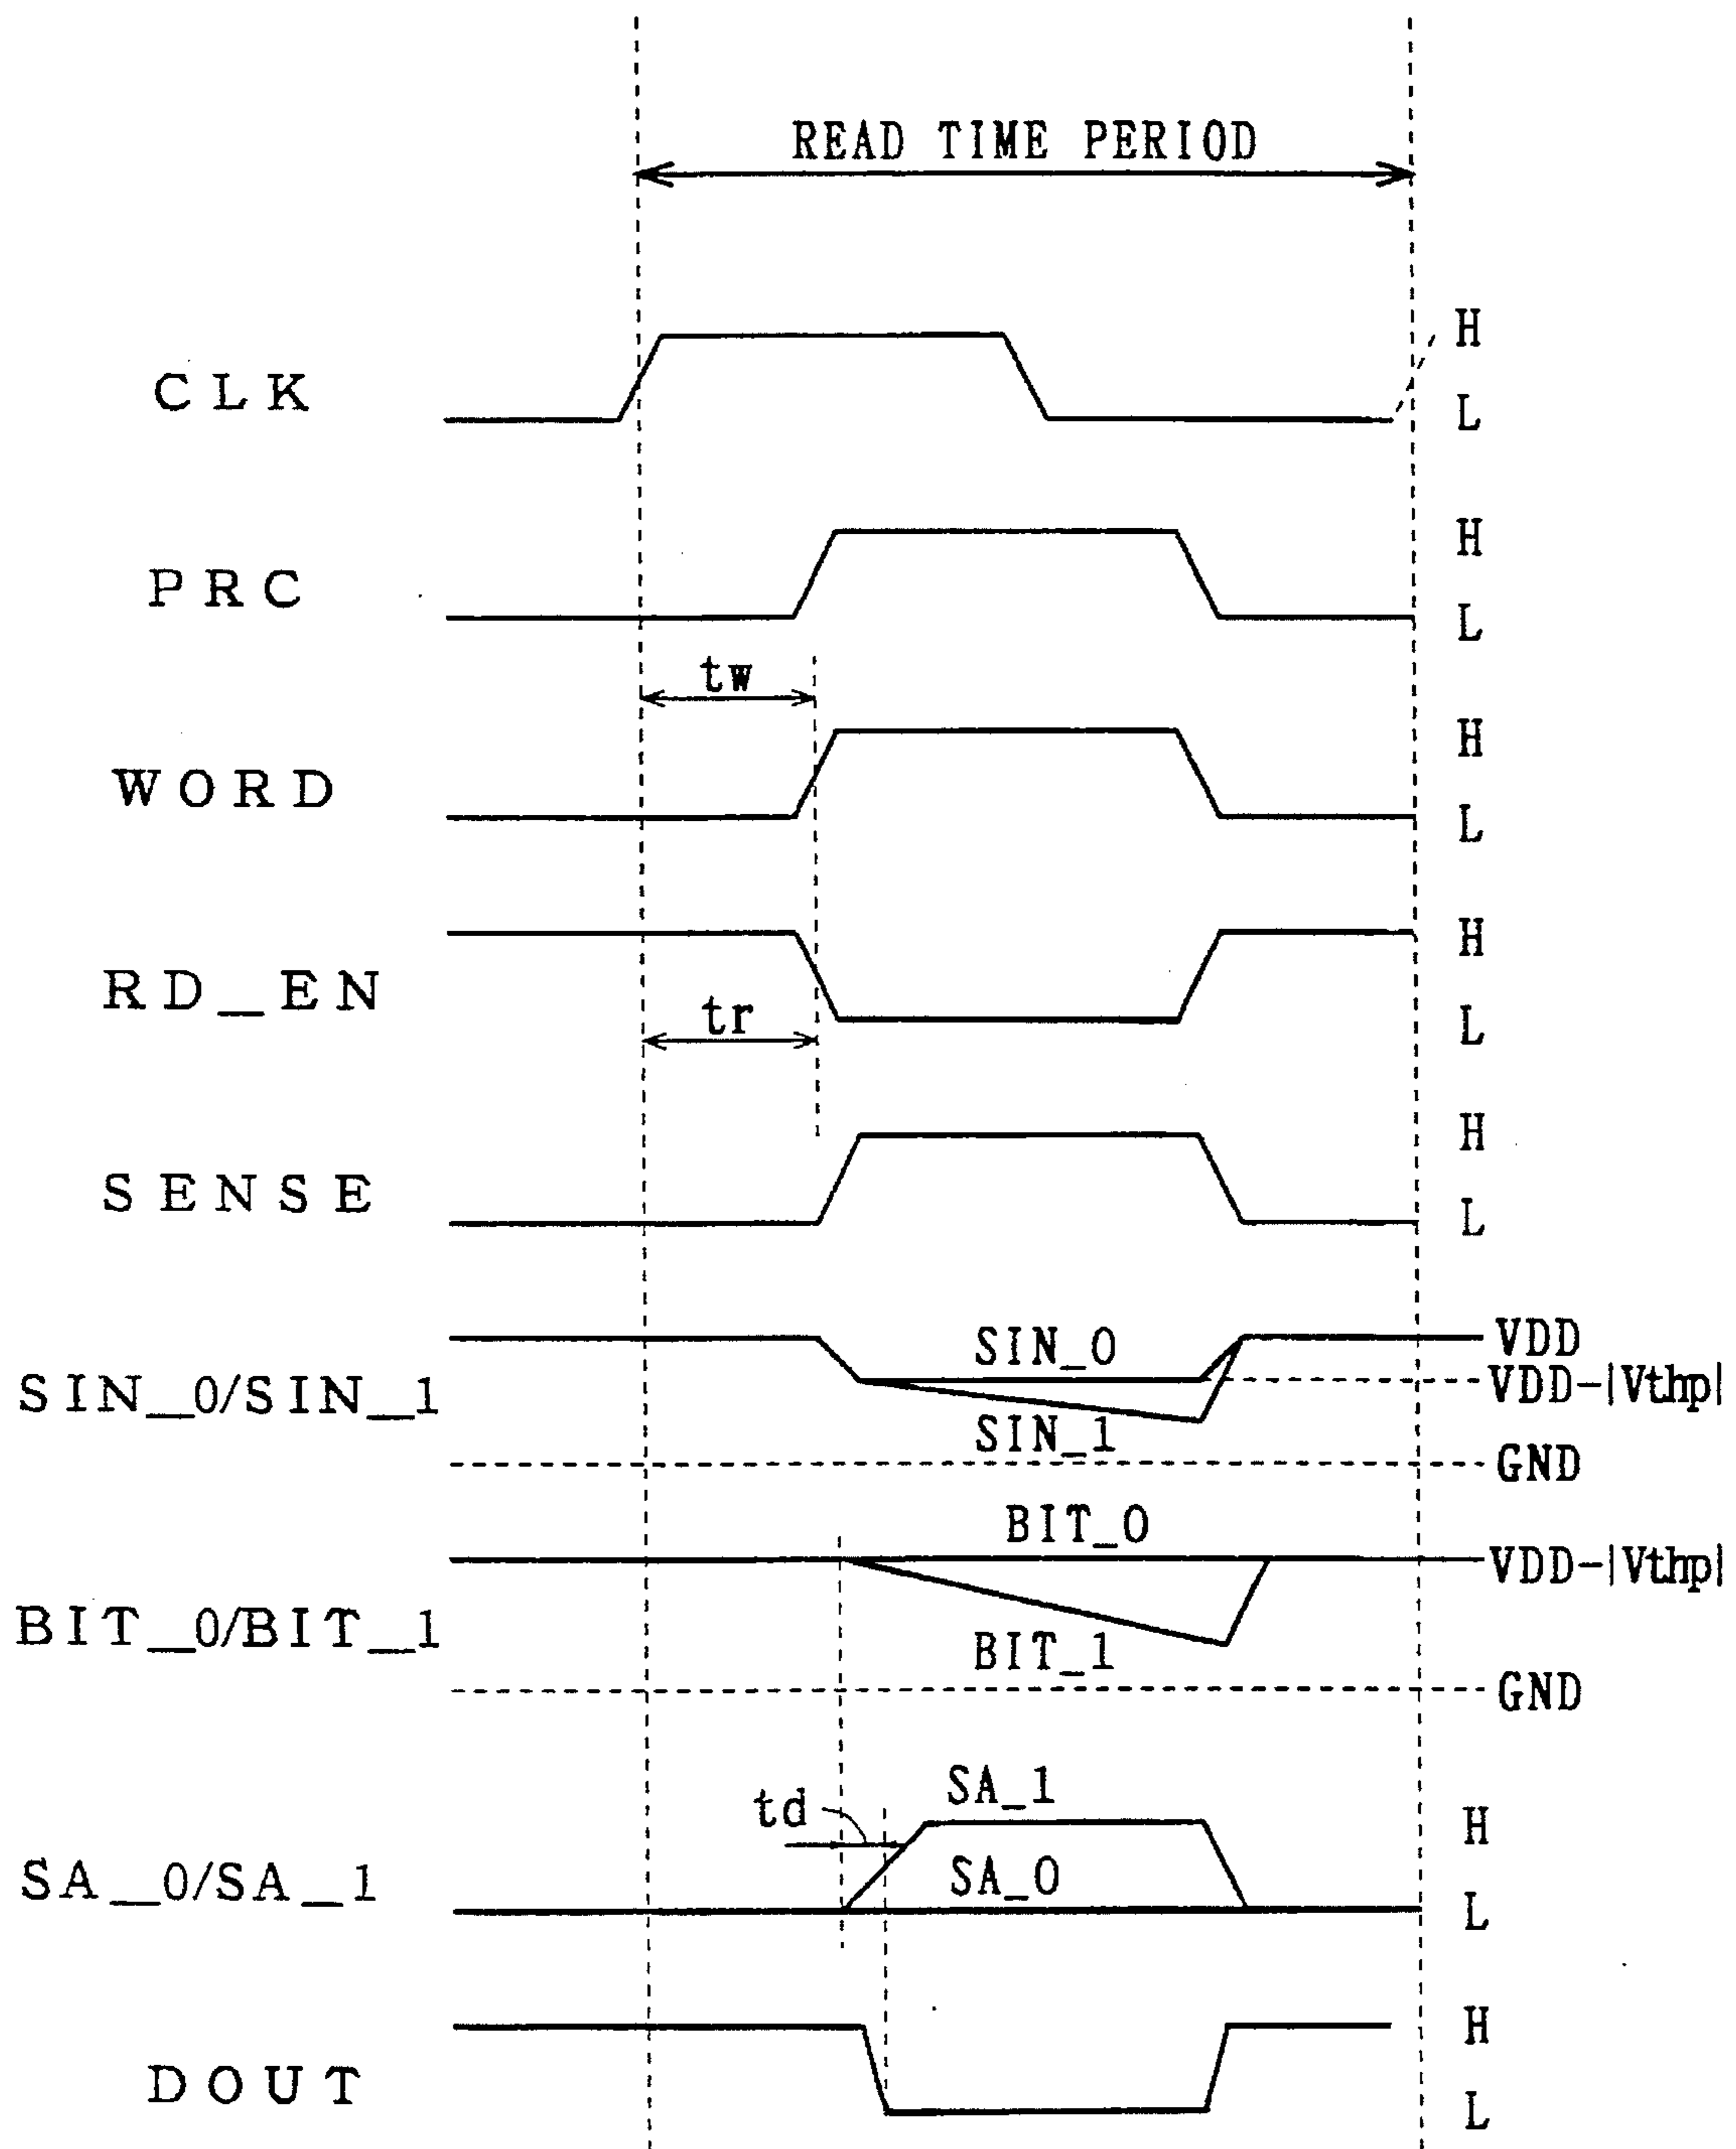 READ TIME PERIOD
CLK
H
L
PRC
H
L
tw
WORD
H
L
RD_EN
H
L
tr
SENSE
H
L
SIN_0/SIN_1
SIN_0
SIN_1
VDD
VDD-|Vthp|
GND
BIT_0/BIT_1
BIT_0
BIT_1
VDD-|Vthp|
GND
SA_0/SA_1
td
SA_1
SA_0
H
L
DOUT
H
L